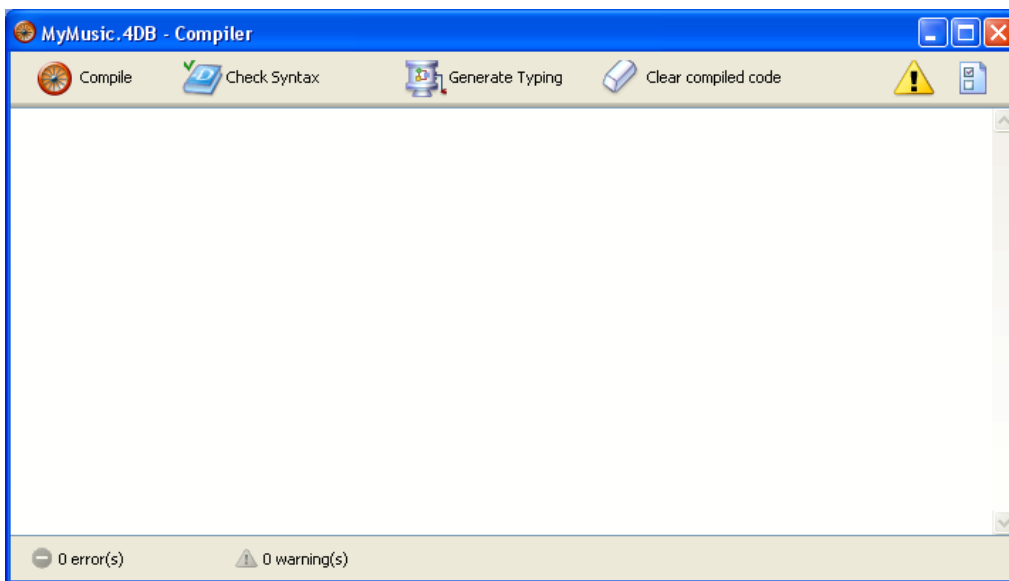 MyMusic.4DB - Compiler
Compile Check Syntax Generate Typing Clear compiled code
0 error(s) 0 warning(s)